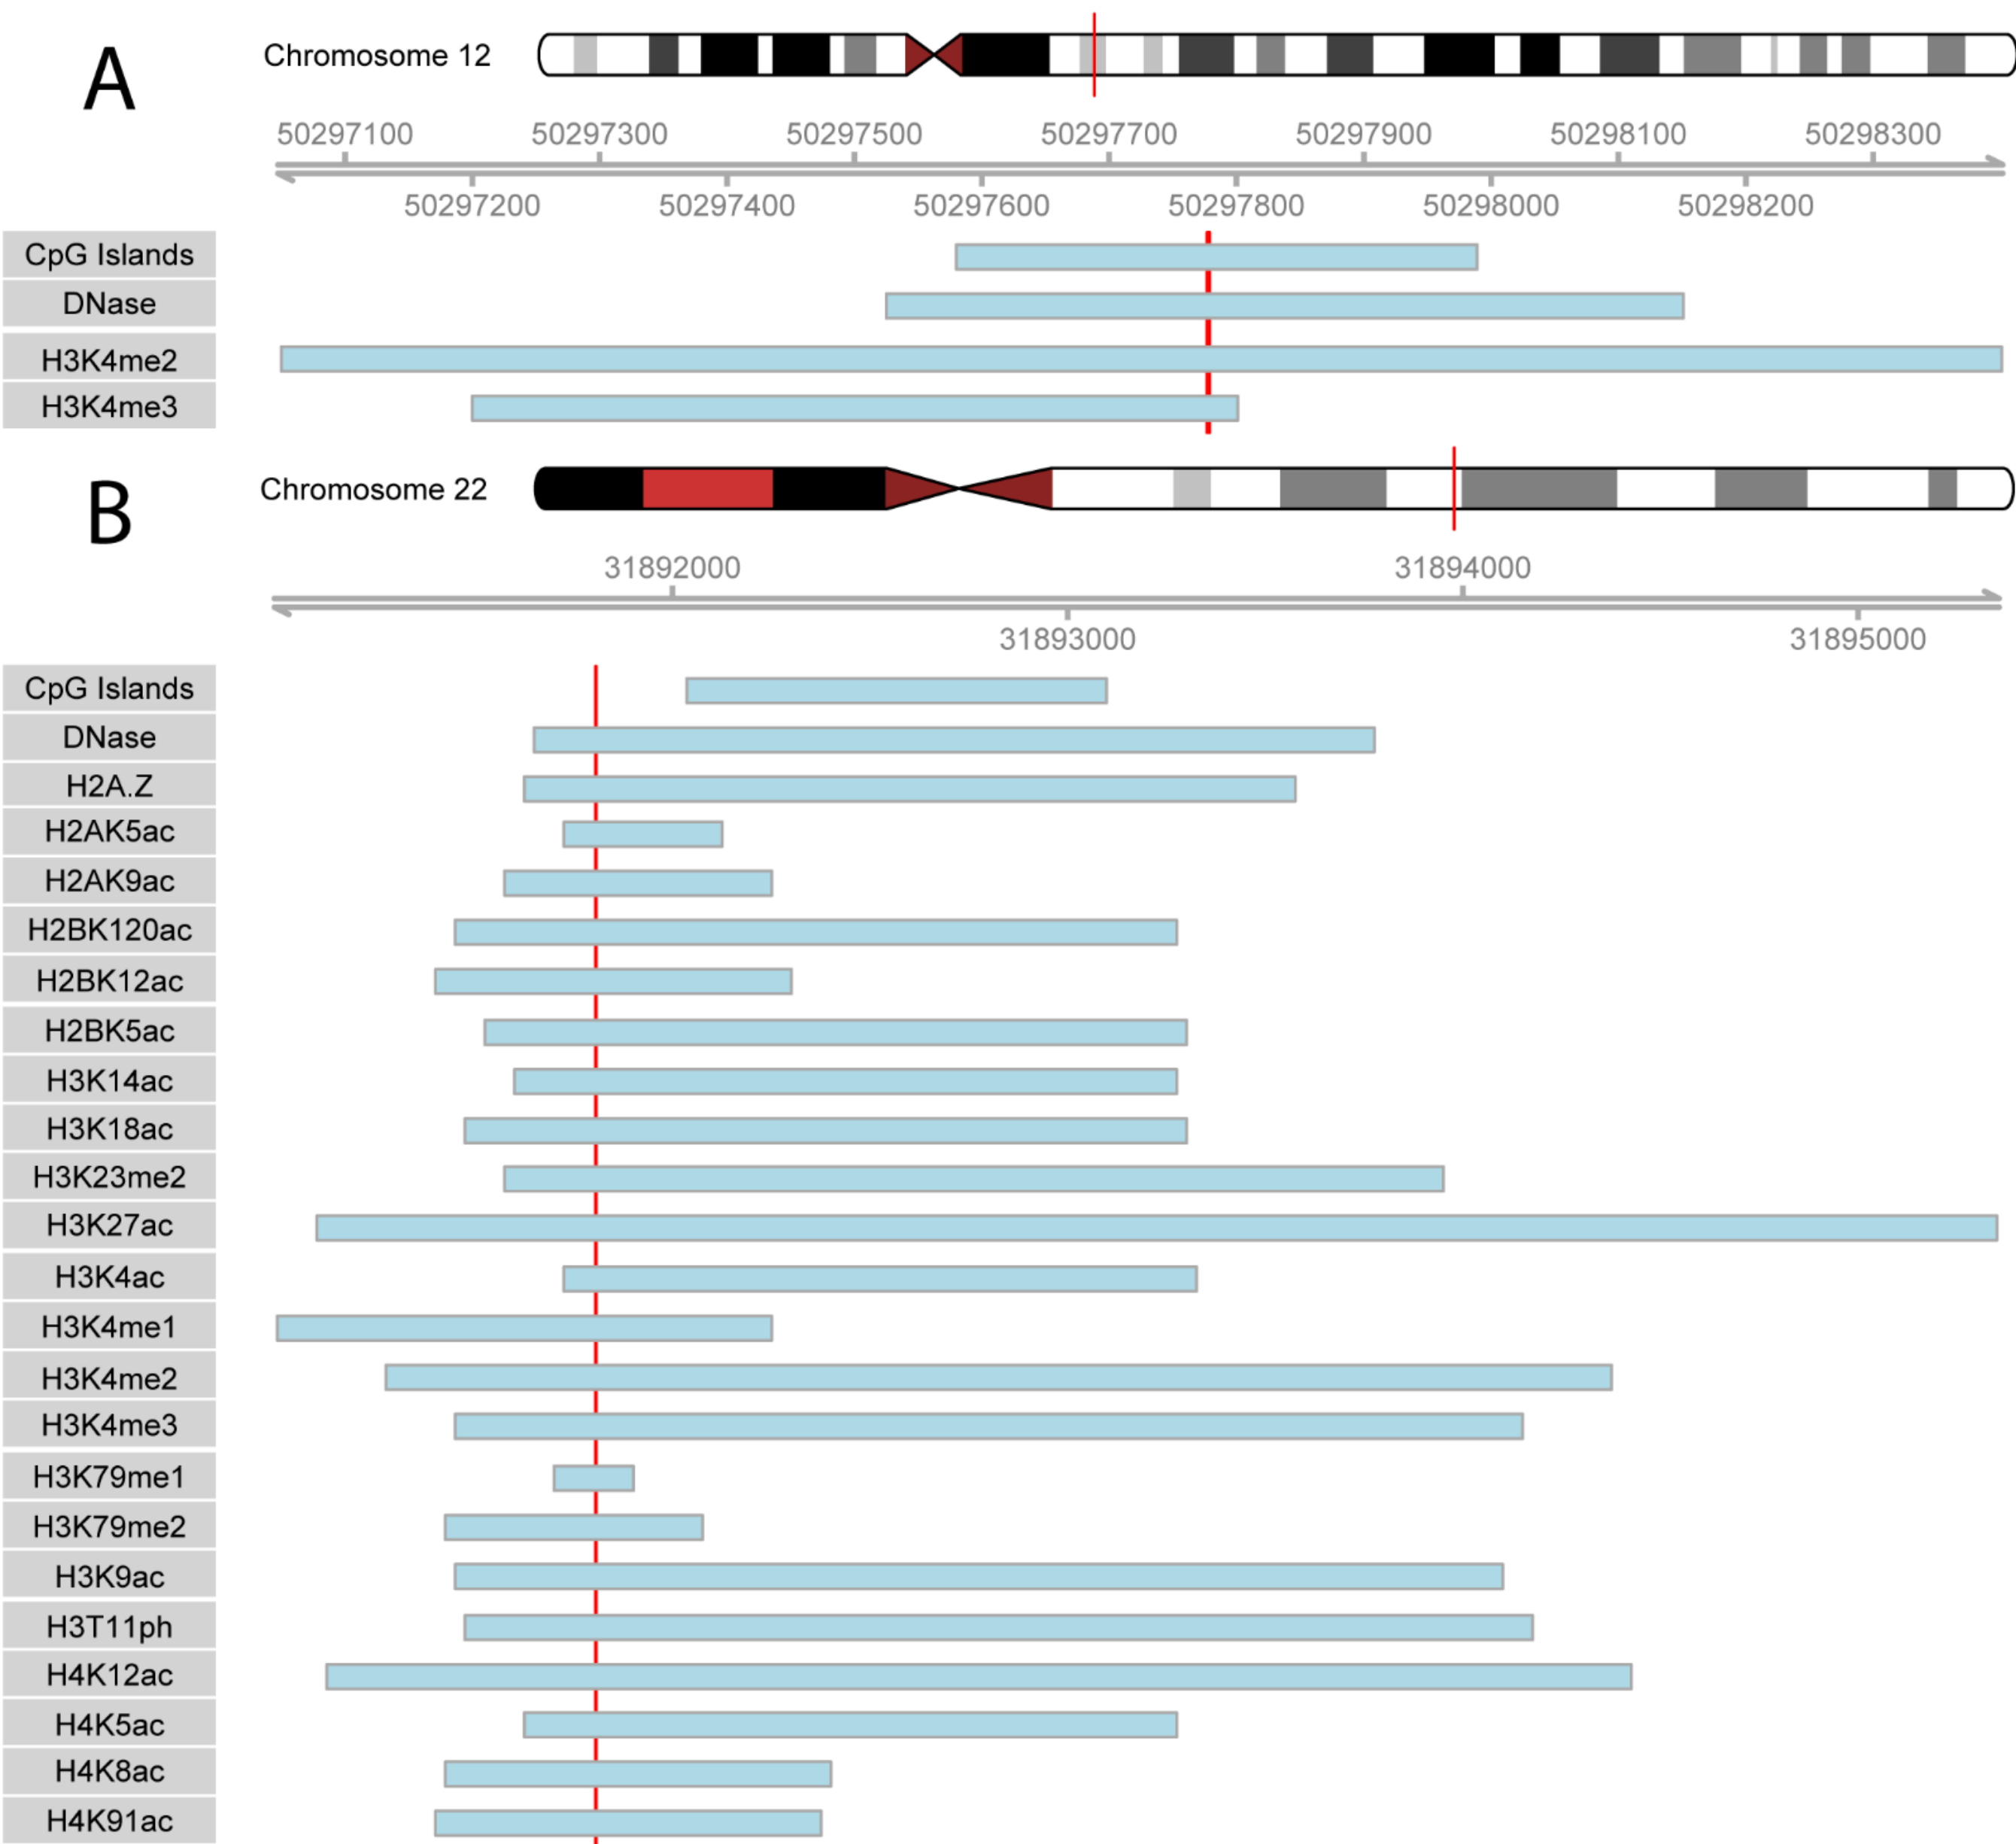 A
Chromosome 12
50297100 50297300 50297500 50297700 50297900 50298100 50298300
50297200 50297400 50297600 50297800 50298000 50298200
CpG Islands
DNase
H3K4me2
H3K4me3
B
Chromosome 22
31892000 31894000
31893000 31895000
CpG Islands
DNase
H2A.Z
H2AK5ac
H2AK9ac
H2BK120ac
H2BK12ac
H2BK5ac
H3K14ac
H3K18ac
H3K23me2
H3K27ac
H3K4ac
H3K4me1
H3K4me2
H3K4me3
H3K79me1
H3K79me2
H3K9ac
H3T11ph
H4K12ac
H4K5ac
H4K8ac
H4K91ac